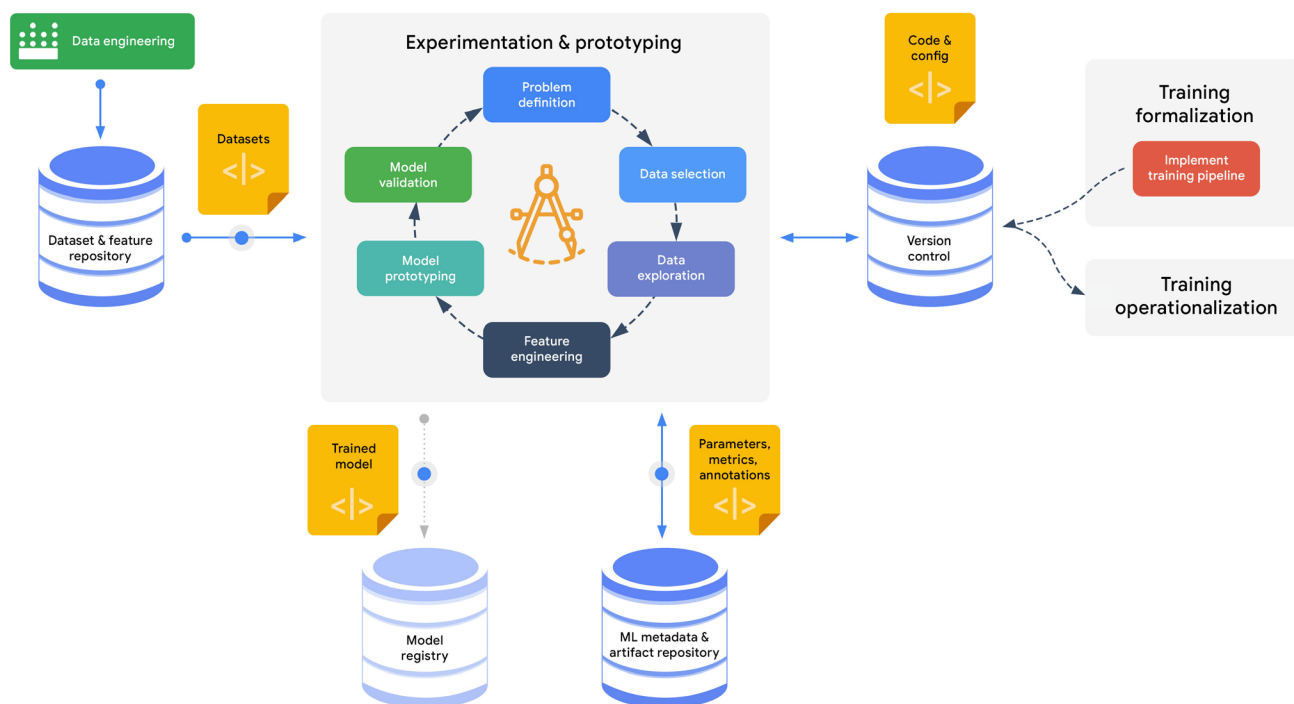 Data engineering
Datasets
</>
Dataset & feature
repository
Experimentation & prototyping
Problem
definition
Data selection
Data exploration
Feature
engineering
Model
prototyping
Model
validation
Code &
config
</>
Version
control
Training
formalization
Implement
training pipeline
Training
operationalization
Trained
model
</>
Model
registry
Parameters,
metrics,
annotations
</>
ML metadata &
artifact repository